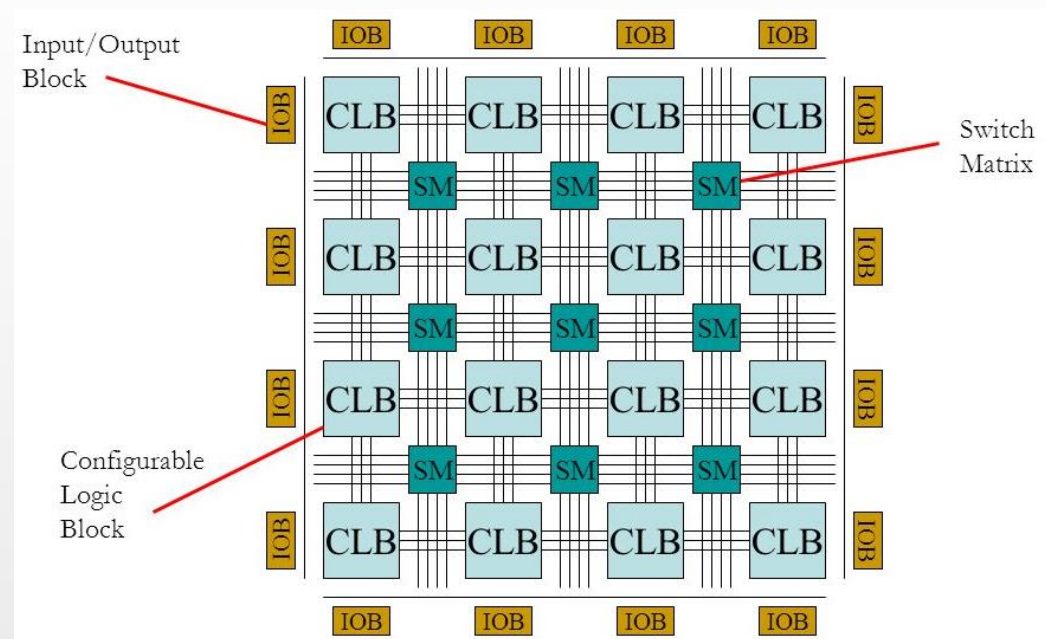 IOB IOB IOB IOB
Input/Output
Block
IOB CLB CLB CLB CLB IOB
Switch
Matrix
SM SM SM
IOB CLB CLB CLB CLB IOB
SM SM SM
IOB CLB CLB CLB CLB IOB
Configurable
Logic
Block
SM SM SM
IOB CLB CLB CLB CLB IOB
IOB IOB IOB IOB